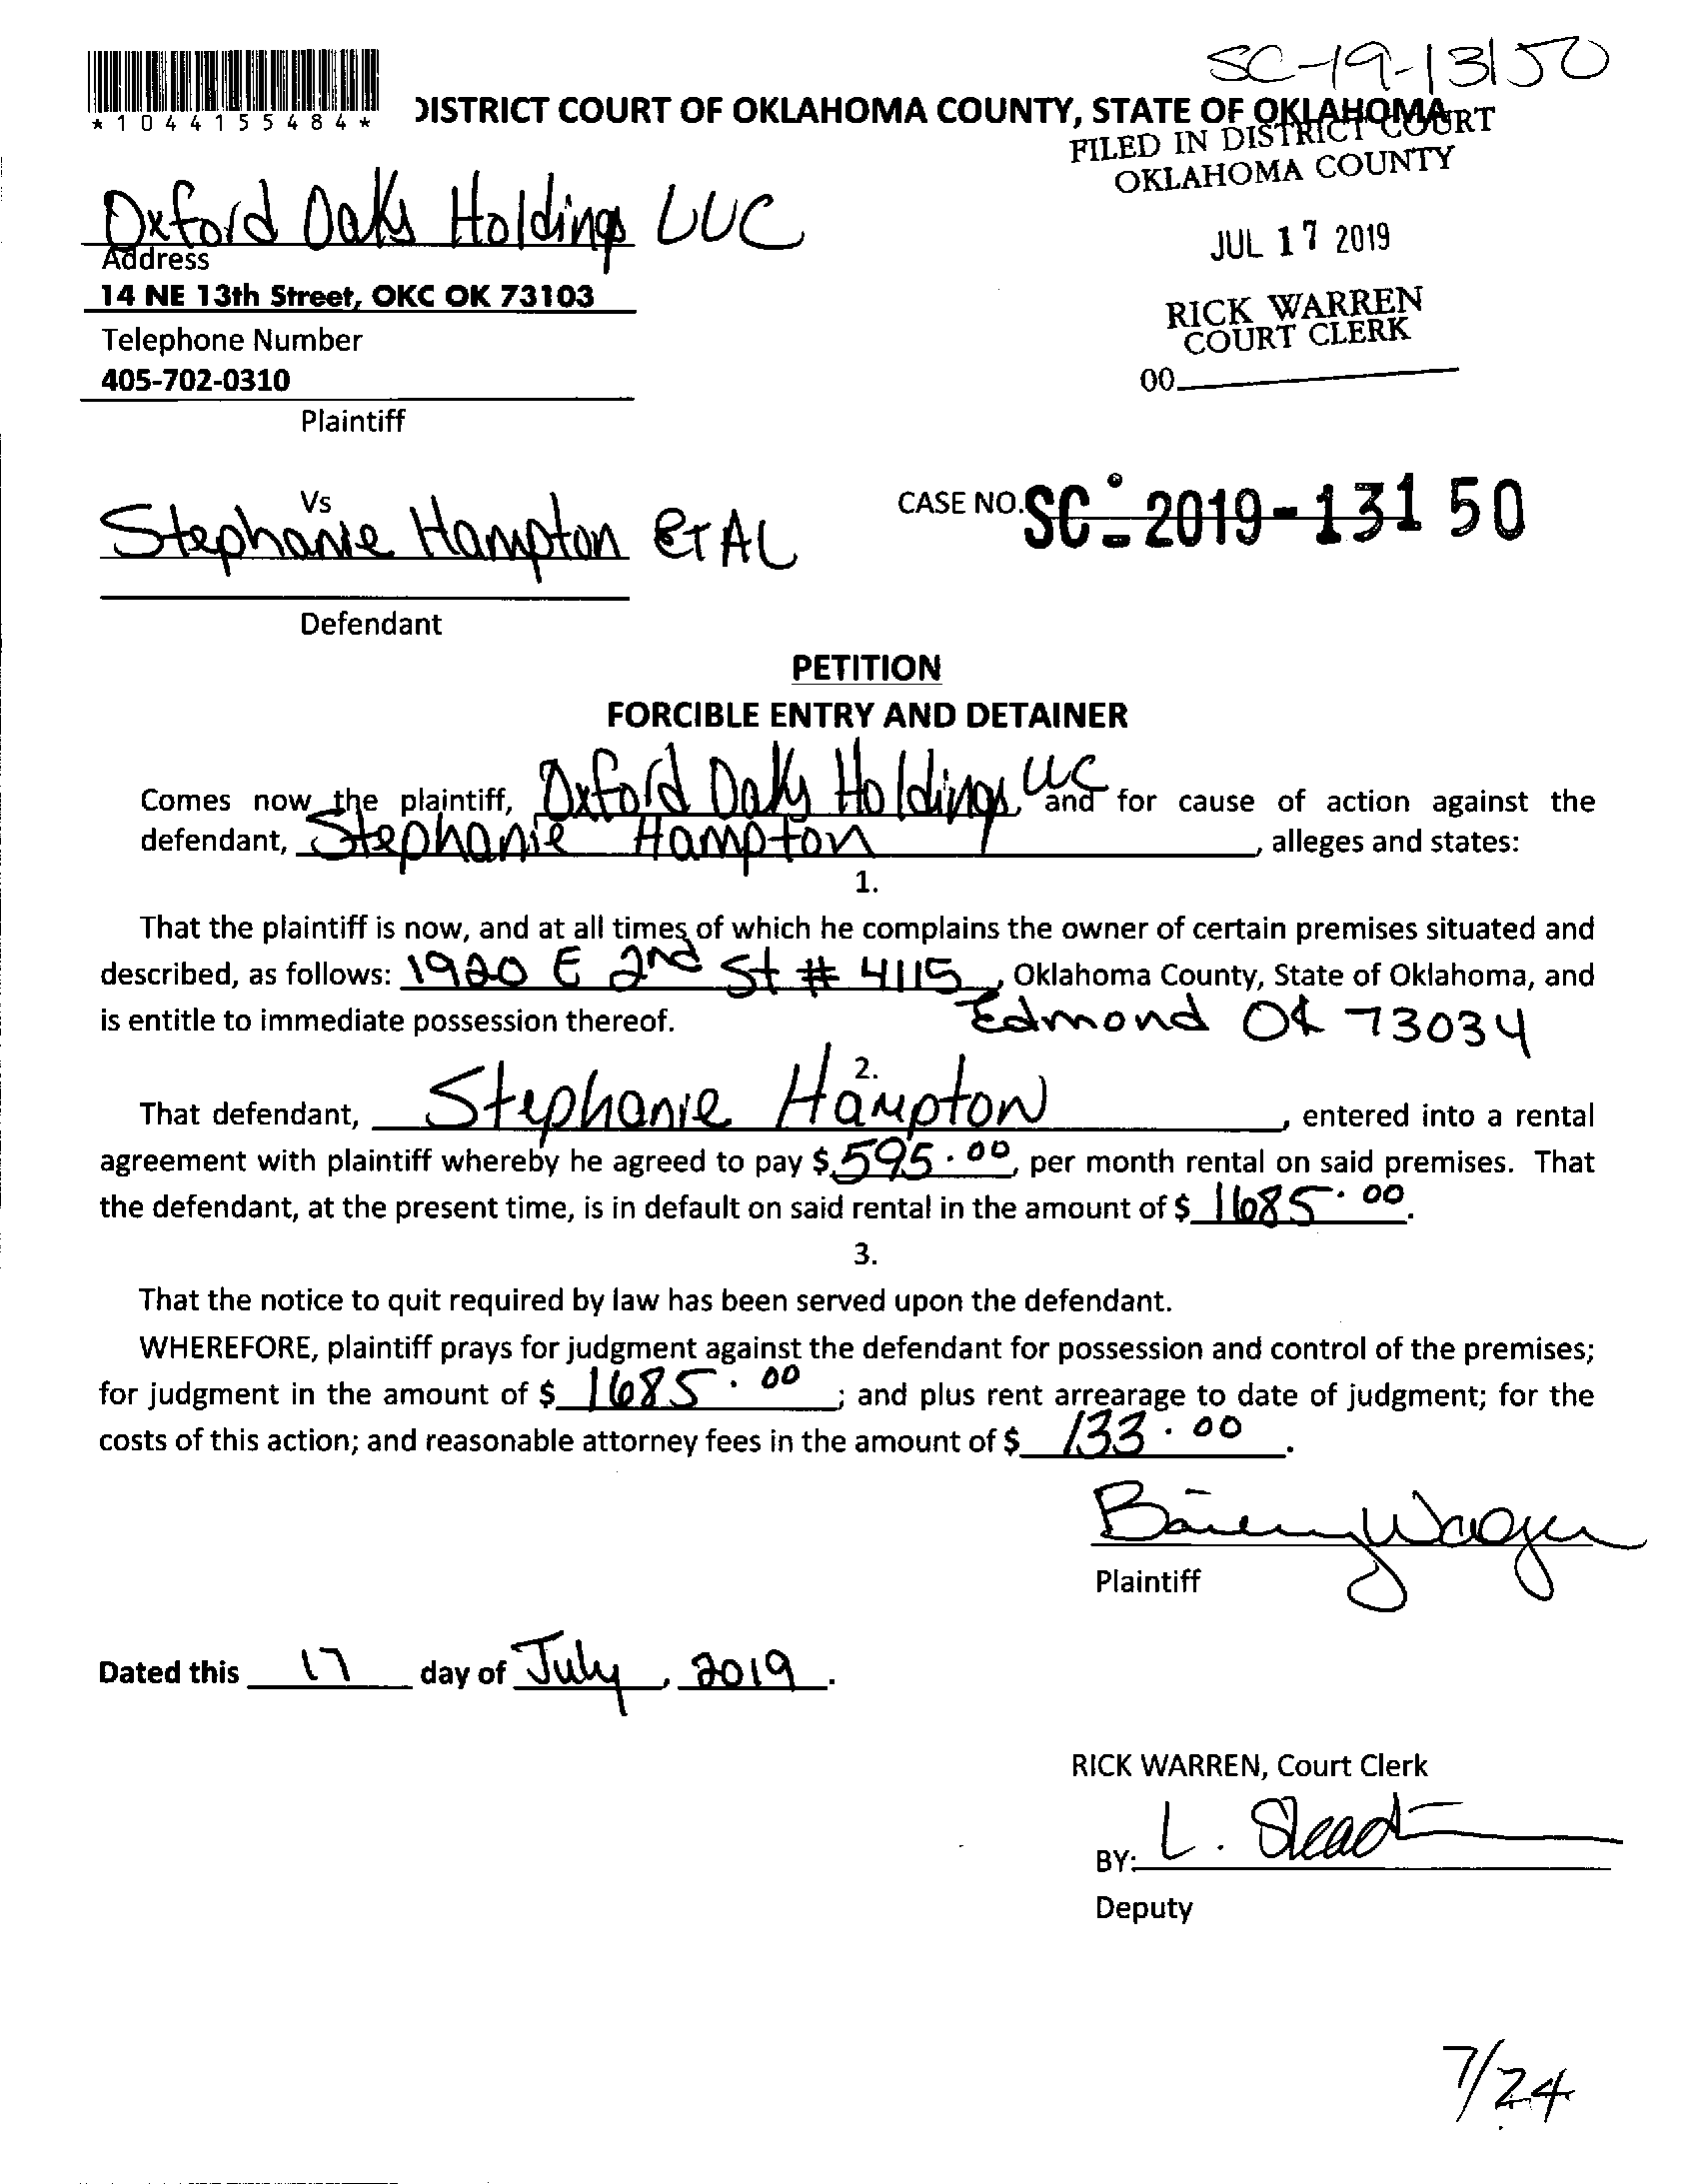 SC-19-13150
*1044155484*
DISTRICT COURT OF OKLAHOMA COUNTY, STATE OF OKLAHOMA
FILED IN DISTRICT COURT
OKLAHOMA COUNTY
JUL 17 2019
RICK WARREN
COURT CLERK
00
Oxford Oaks Holdings LLC
Address
14 NE 13th Street, OKC OK 73103
Telephone Number
405-702-0310
Plaintiff
Vs
Stephanie Hampton ET AL
Defendant
CASE NO. SC-2019-13150
PETITION
FORCIBLE ENTRY AND DETAINER
Comes now the plaintiff, Oxford Oaks Holdings, LLC and for cause of action against the
defendant, Stephanie Hampton, alleges and states:
1.
That the plaintiff is now, and at all times of which he complains the owner of certain premises situated and
described, as follows: 1920 E 2nd St # 4115, Oklahoma County, State of Oklahoma, and
is entitle to immediate possession thereof. Edmond OK 73034
2.
That defendant, Stephanie Hampton, entered into a rental
agreement with plaintiff whereby he agreed to pay $ 595.00, per month rental on said premises. That
the defendant, at the present time, is in default on said rental in the amount of $ 1685.00.
3.
That the notice to quit required by law has been served upon the defendant.
WHEREFORE, plaintiff prays for judgment against the defendant for possession and control of the premises;
for judgment in the amount of $ 1685.00; and plus rent arrearage to date of judgment; for the
costs of this action; and reasonable attorney fees in the amount of $ 133.00.
Plaintiff
Dated this 17 day of July, 2019.
RICK WARREN, Court Clerk
BY: L.
Deputy
7/24